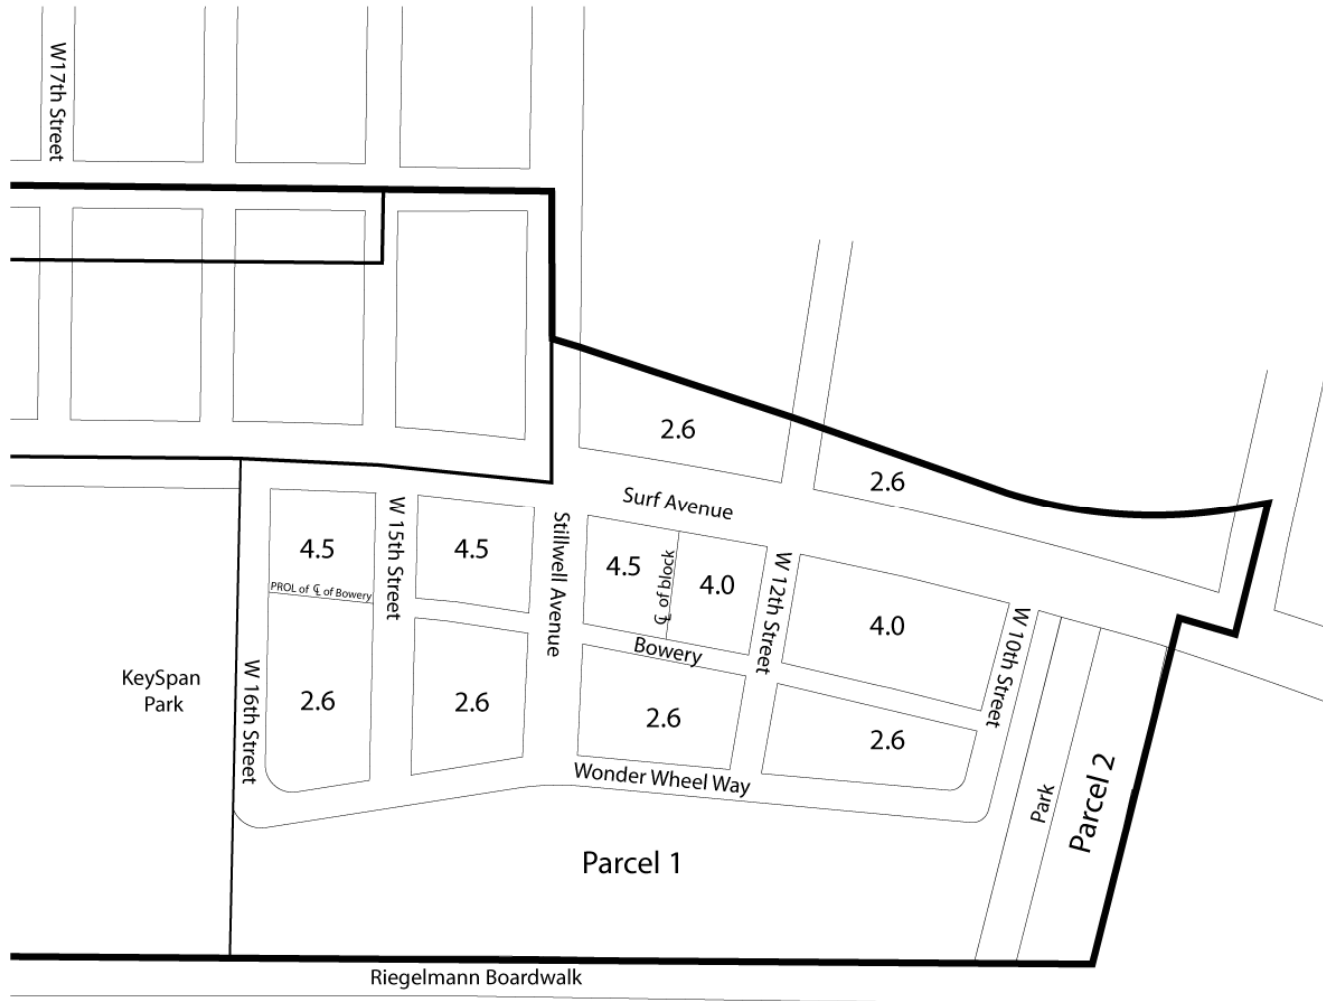 W17th Street
2.6
2.6
Surf Avenue
4.5
W 15th Street
4.5
Stillwell Avenue
4.5
℄ of block
4.0
W 12th Street
4.0
W 10th Street
PROL of ℄ of Bowery
Bowery
KeySpan
Park
W 16th Street
2.6
2.6
2.6
2.6
Wonder Wheel Way
Park
Parcel 2
Parcel 1
Riegelmann Boardwalk